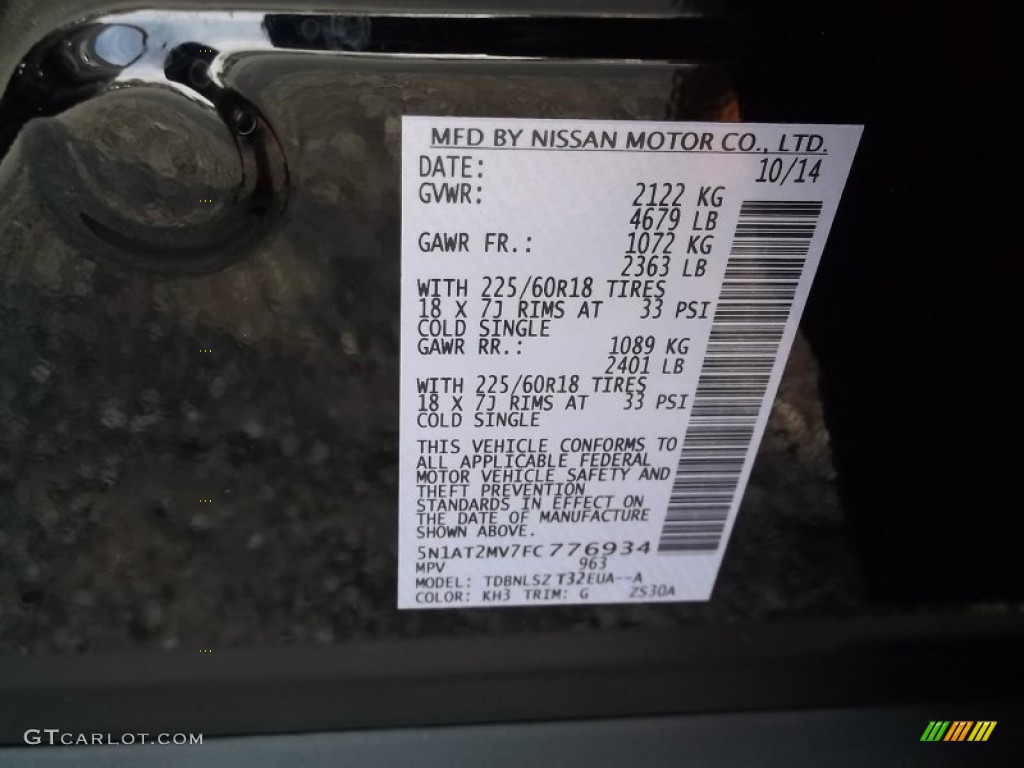 MFD BY NISSAN MOTOR CO., LTD.
DATE: 10/14
GVWR: 2122 KG
4679 LB
GAWR FR.: 1072 KG
2363 LB
WITH 225/60R18 TIRES
18 X 7J RIMS AT 33 PSI
COLD SINGLE
GAWR RR.: 1089 KG
2401 LB
WITH 225/60R18 TIRES
18 X 7J RIMS AT 33 PSI
COLD SINGLE
THIS VEHICLE CONFORMS TO
ALL APPLICABLE FEDERAL
MOTOR VEHICLE SAFETY AND
THEFT PREVENTION
STANDARDS IN EFFECT ON
THE DATE OF MANUFACTURE
SHOWN ABOVE.
5N1AT2MV7FC776934
MPV 963
MODEL: TDBNLSZ T32EUA--A
COLOR: KH3 TRIM: G ZS30A
GTCARLOT.COM